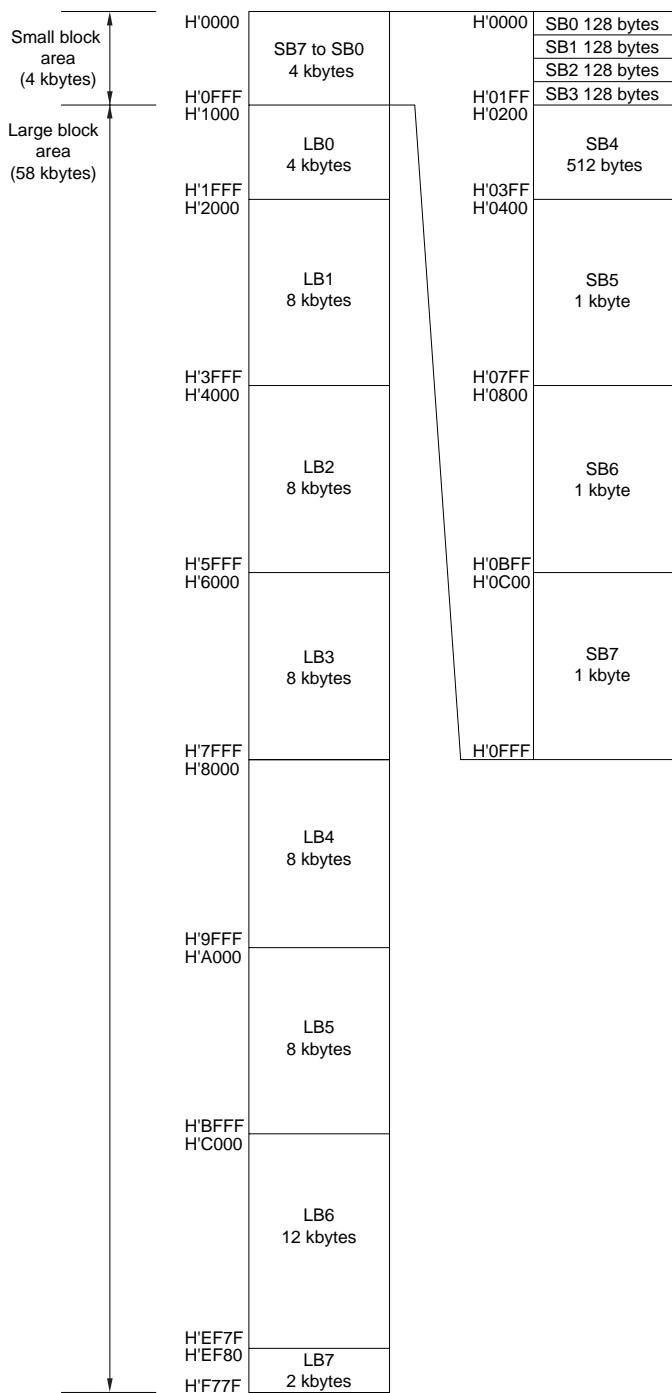 Small block
area
(4 kbytes)
Large block
area
(58 kbytes)
H'0000
SB7 to SB0
4 kbytes
H'0FFF
H'1000
LB0
4 kbytes
H'1FFF
H'2000
LB1
8 kbytes
H'3FFF
H'4000
LB2
8 kbytes
H'5FFF
H'6000
LB3
8 kbytes
H'7FFF
H'8000
LB4
8 kbytes
H'9FFF
H'A000
LB5
8 kbytes
H'BFFF
H'C000
LB6
12 kbytes
H'EF7F
H'EF80
LB7
2 kbytes
H'F77F
H'0000
SB0 128 bytes
SB1 128 bytes
SB2 128 bytes
SB3 128 bytes
H'01FF
H'0200
SB4
512 bytes
H'03FF
H'0400
SB5
1 kbyte
H'07FF
H'0800
SB6
1 kbyte
H'0BFF
H'0C00
SB7
1 kbyte
H'0FFF